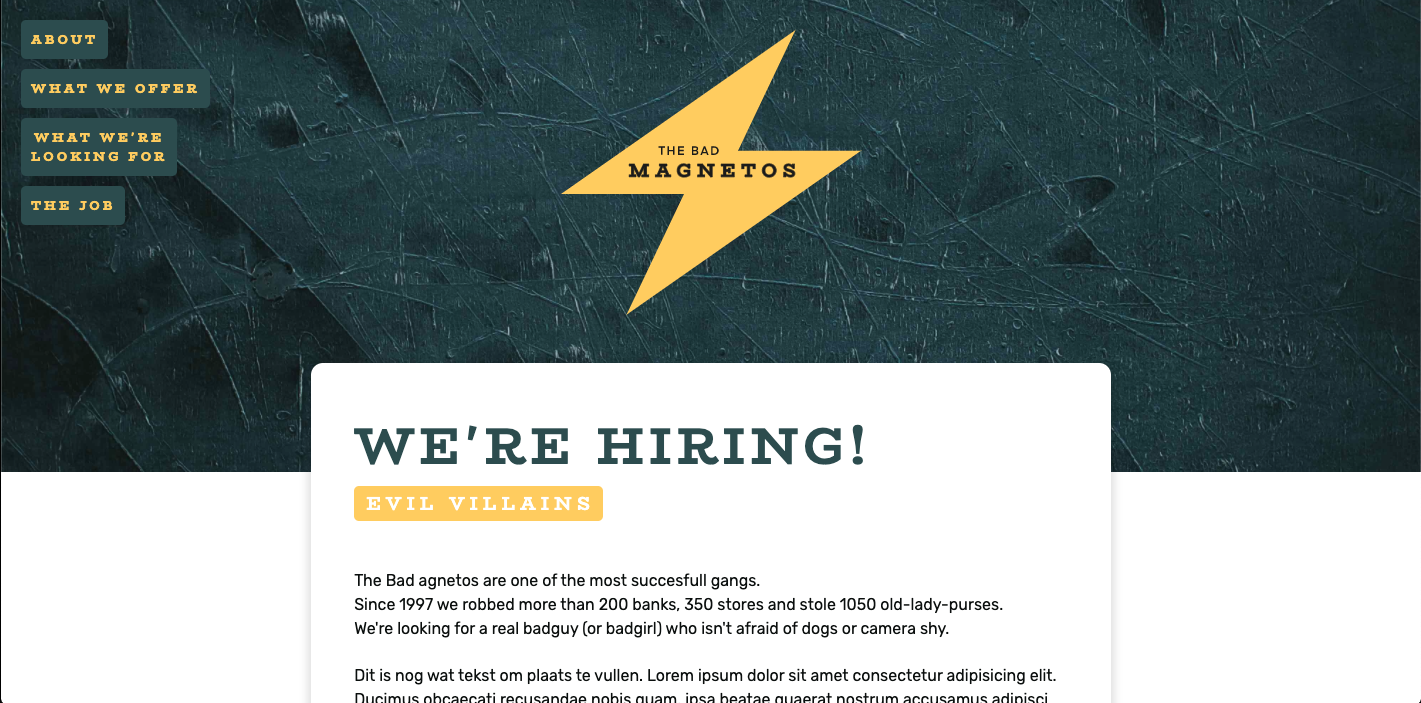 ABOUT
WHAT WE OFFER
WHAT WE'RE
LOOKING FOR
THE JOB
THE BAD
MAGNETOS
WE'RE HIRING!
EVIL VILLAINS
The Bad agnetos are one of the most succesfull gangs.
Since 1997 we robbed more than 200 banks, 350 stores and stole 1050 old-lady-purses.
We're looking for a real badguy (or badgirl) who isn't afraid of dogs or camera shy.
Dit is nog wat tekst om plaats te vullen. Lorem ipsum dolor sit amet consectetur adipisicing elit.
Ducimus obcaecati recusandae nobis quam, ipsa beatae quaerat nostrum accusamus adipisci